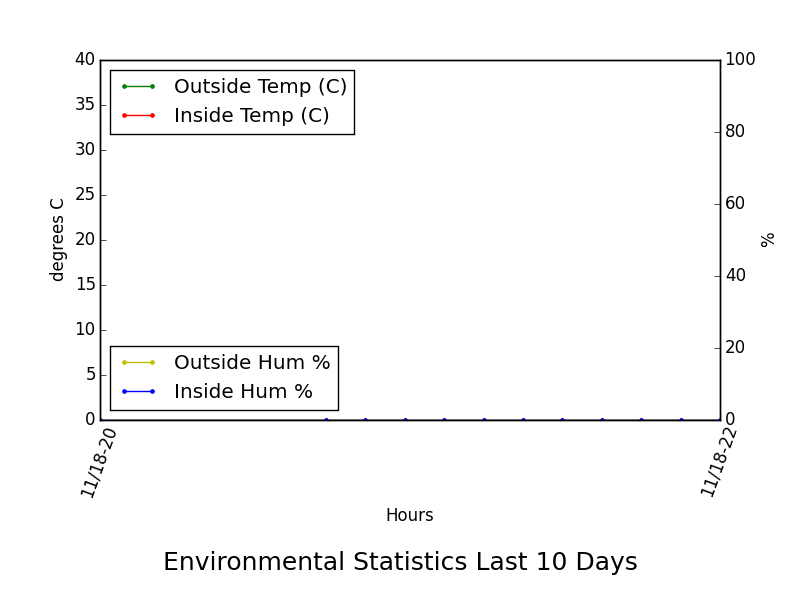 40
35
30
25
20
15
10
5
0
degrees C
Outside Temp (C)
Inside Temp (C)
Outside Hum %
Inside Hum %
100
80
60
40
20
0
%
11/18-20
11/18-22
Hours
Environmental Statistics Last 10 Days